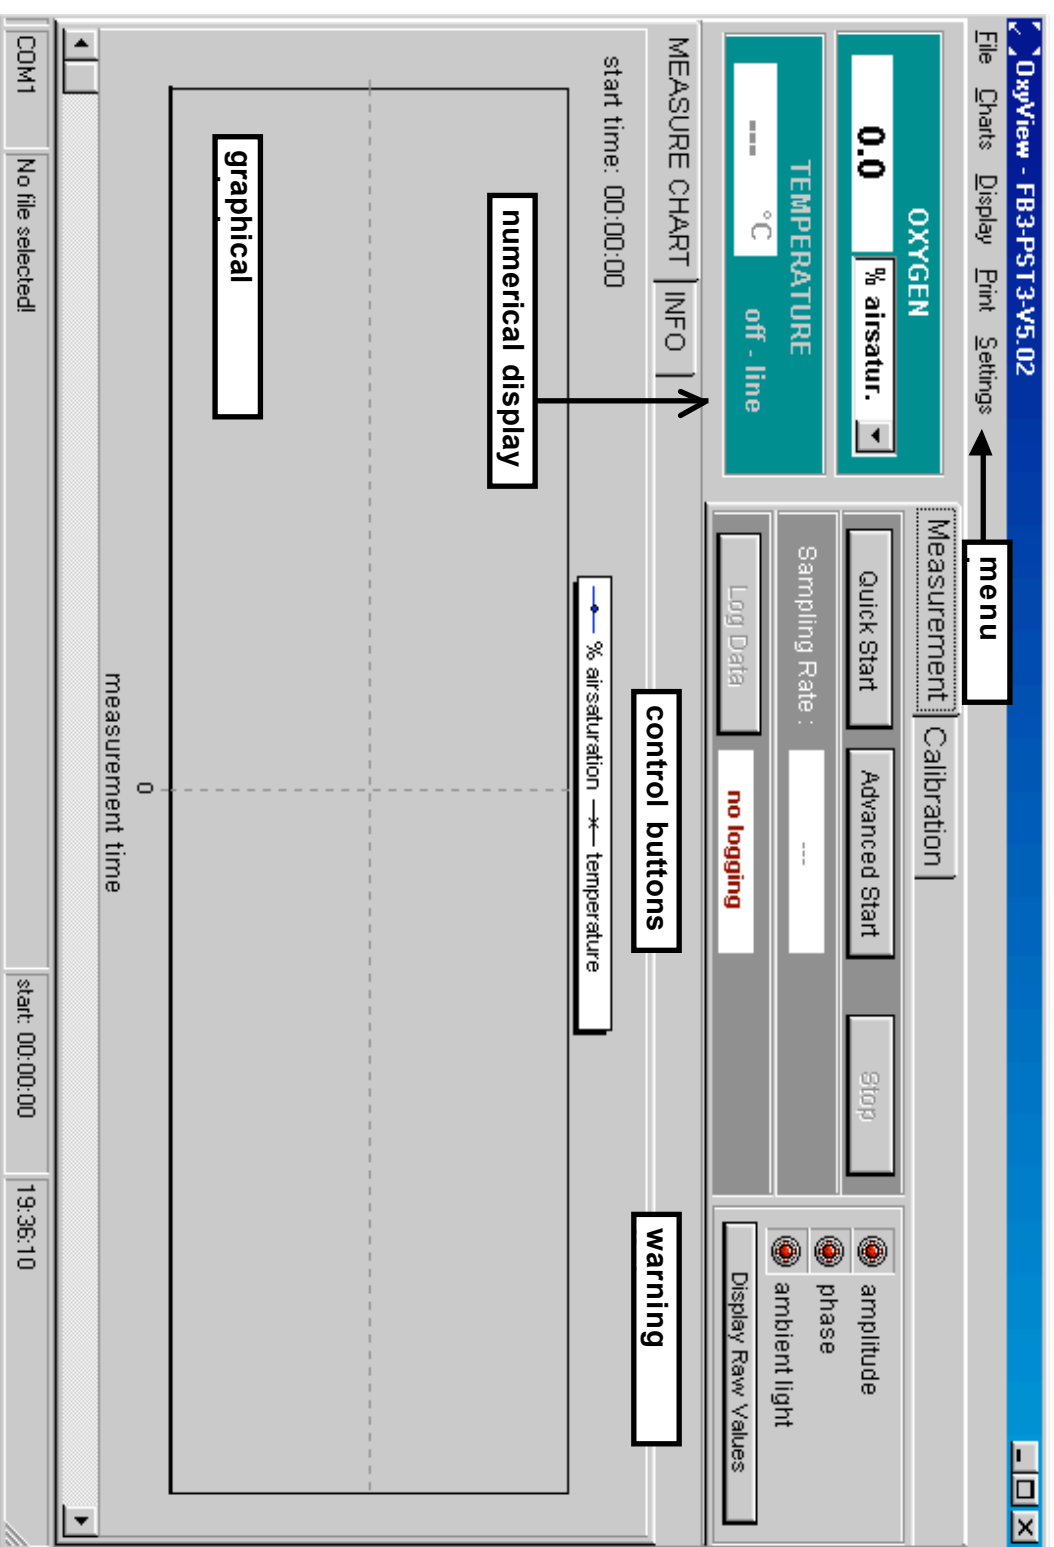 OxyView - FB3-PST3-V5.02
File Charts Display Print Settings
menu
OXYGEN
0.0 % airsatur.
TEMPERATURE
--- °C off - line
Measurement Calibration
Quick Start Advanced Start Stop
Sampling Rate : ---
Log Data no logging
amplitude
phase
ambient light
Display Raw Values
MEASURE CHART INFO
control buttons
warning
start time: 00:00:00
% airsaturation temperature
numerical display
graphical
0
measurement time
COM1 No file selected! start: 00:00:00 19:36:10